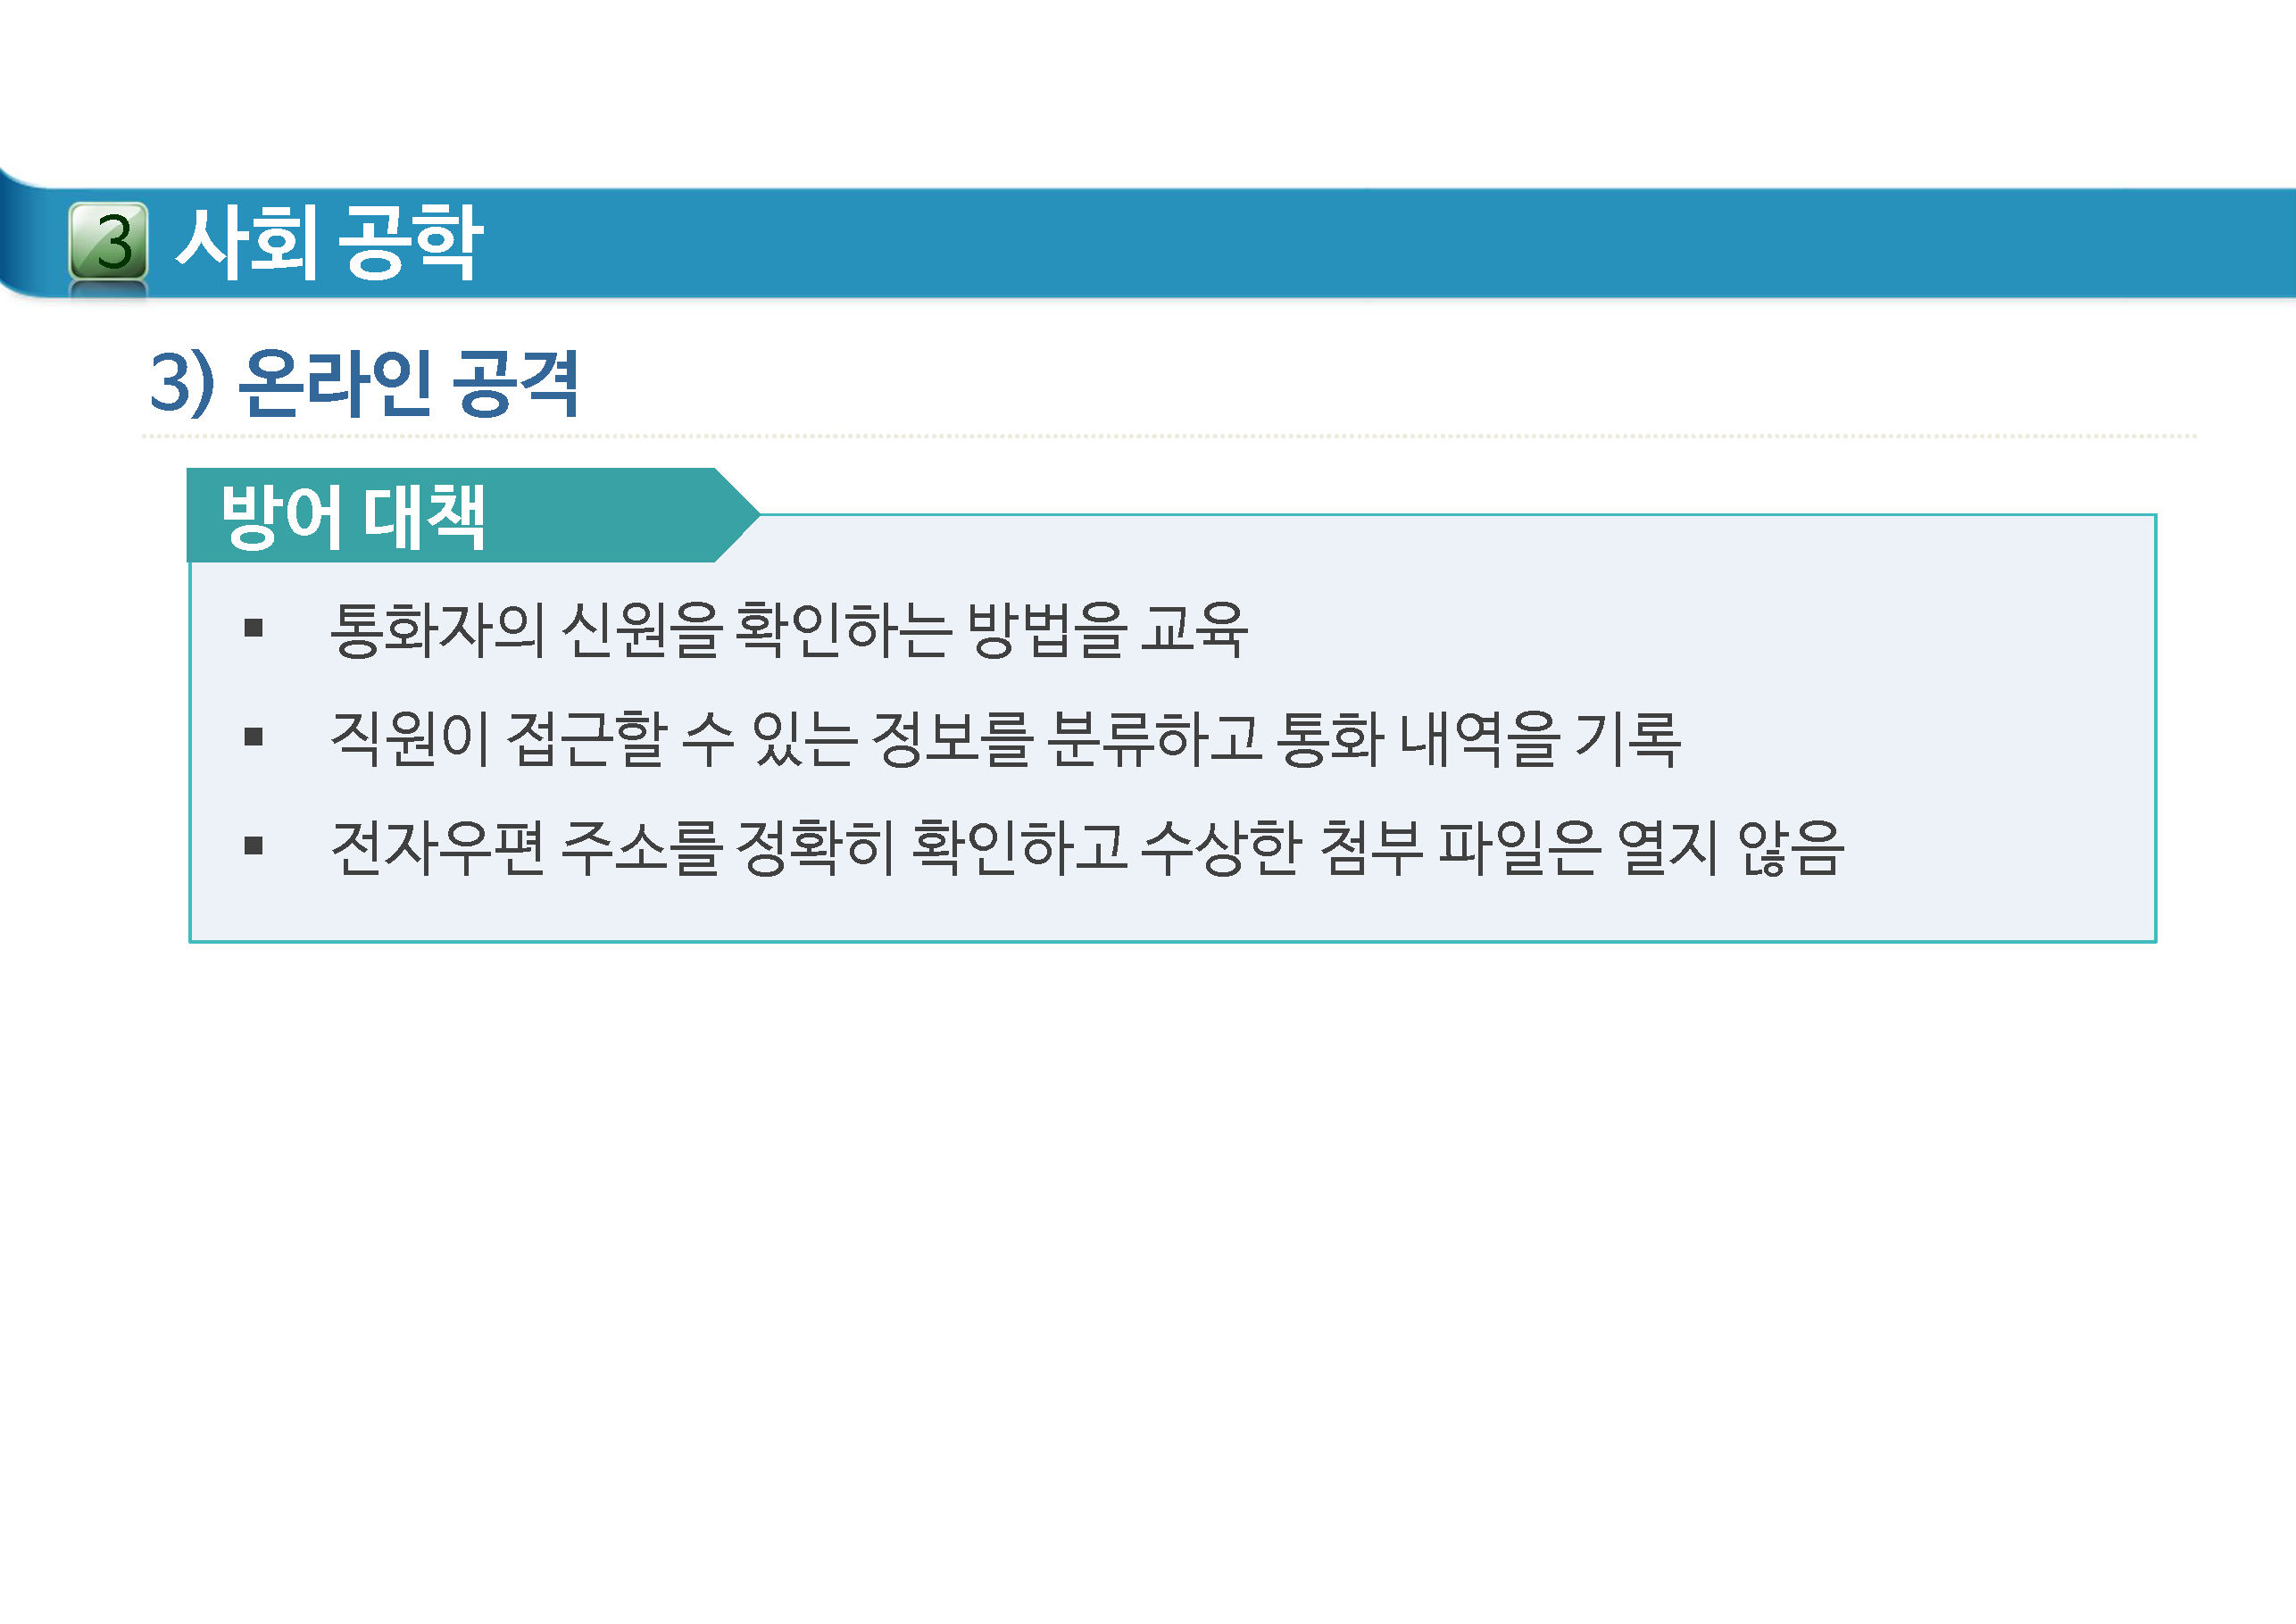 3 사회 공학
3) 온라인 공격
방어 대책
▪ 통화자의 신원을 확인하는 방법을 교육
▪ 직원이 접근할 수 있는 정보를 분류하고 통화 내역을 기록
▪ 전자우편 주소를 정확히 확인하고 수상한 첨부 파일은 열지 않음